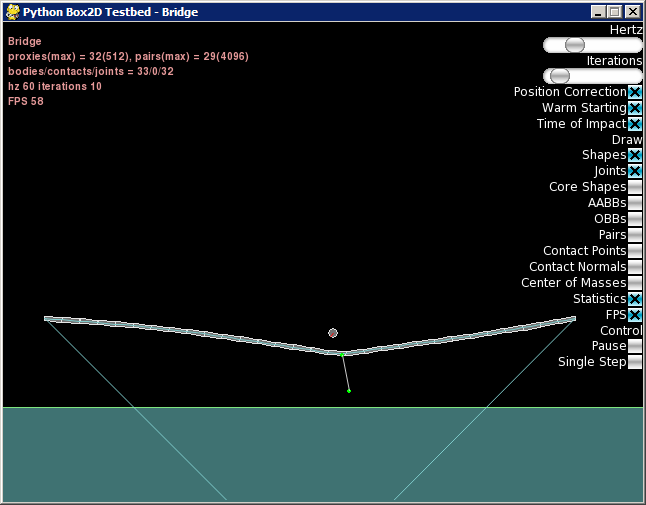 Python Box2D Testbed - Bridge
Bridge
proxies(max) = 32(512), pairs(max) = 29(4096)
bodies/contacts/joints = 33/0/32
hz 60 iterations 10
FPS 58
Hertz
Iterations
Position Correction
Warm Starting
Time of Impact
Draw
Shapes
Joints
Core Shapes
AABBs
OBBs
Pairs
Contact Points
Contact Normals
Center of Masses
Statistics
FPS
Control
Pause
Single Step